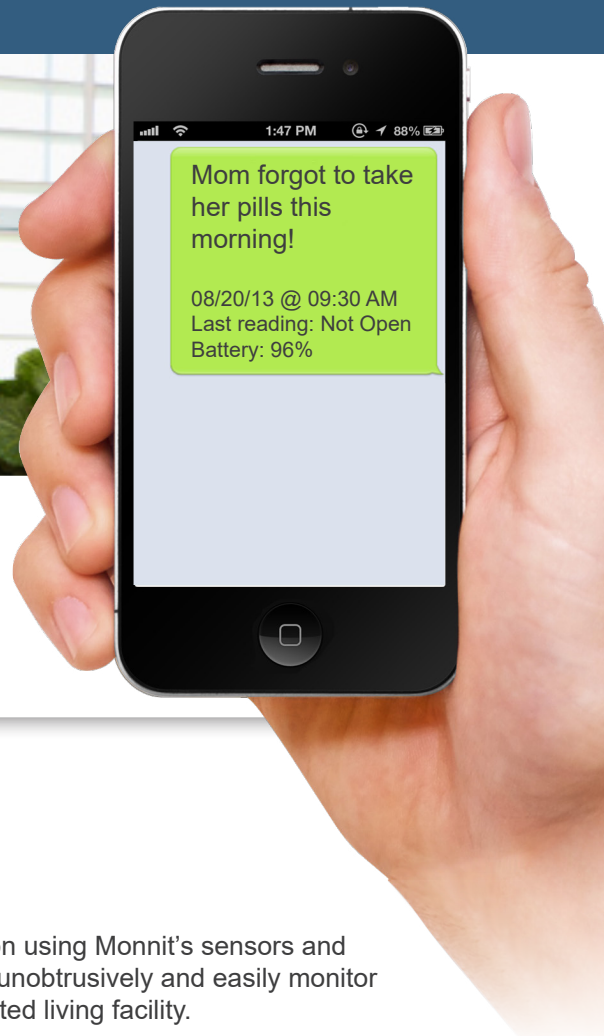 1:47 PM 88%
Mom forgot to take
her pills this
morning!
08/20/13 @ 09:30 AM
Last reading: Not Open
Battery: 96%
using Monnit's sensors and
unobtrusively and easily monitor
living facility.